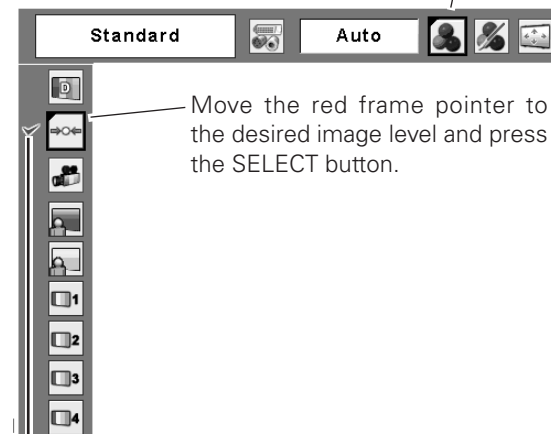 Standard
Auto
D
Move the red frame pointer to
the desired image level and press
the SELECT button.
1
2
3
4